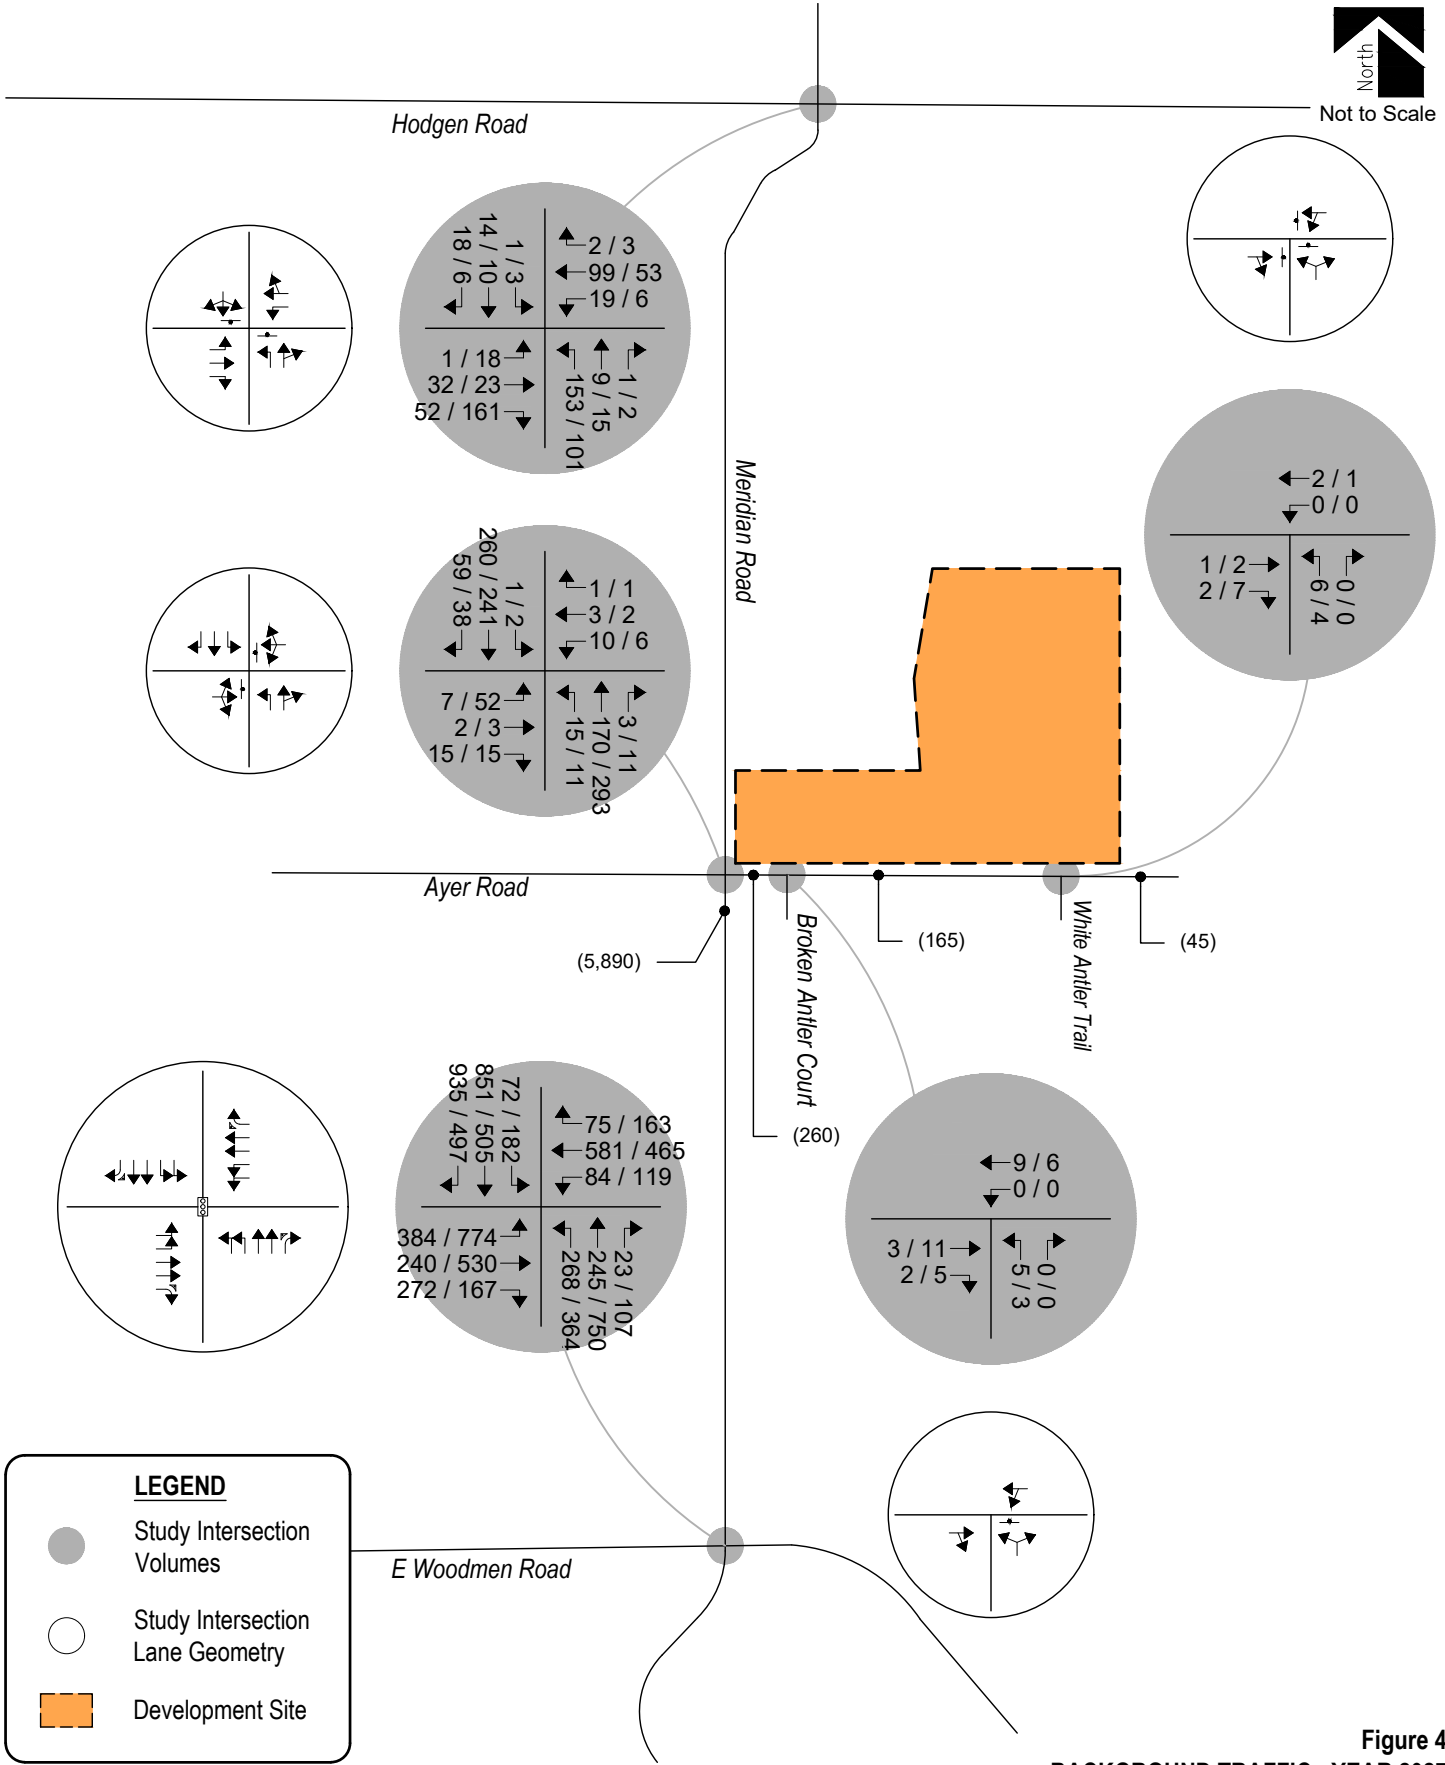 North
Not to Scale
Hodgen Road
18 / 6
14 / 10
1 / 3
2 / 3
99 / 53
19 / 6
1 / 18
32 / 23
52 / 161
153 / 101
9 / 15
1 / 2
Meridian Road
2 / 1
0 / 0
1 / 2
2 / 7
6 / 4
0 / 0
59 / 38
260 / 241
1 / 2
1 / 1
3 / 2
10 / 6
7 / 52
2 / 3
15 / 15
15 / 11
170 / 293
3 / 11
Ayer Road
(5,890)
(260)
(165)
(45)
Broken Antler Court
White Antler Trail
935 / 497
851 / 505
72 / 182
75 / 163
581 / 465
84 / 119
384 / 774
240 / 530
272 / 167
268 / 364
245 / 750
23 / 107
9 / 6
0 / 0
3 / 11
2 / 5
5 / 3
0 / 0
E Woodmen Road
LEGEND
Study Intersection
Volumes
Study Intersection
Lane Geometry
Development Site
Figure 4